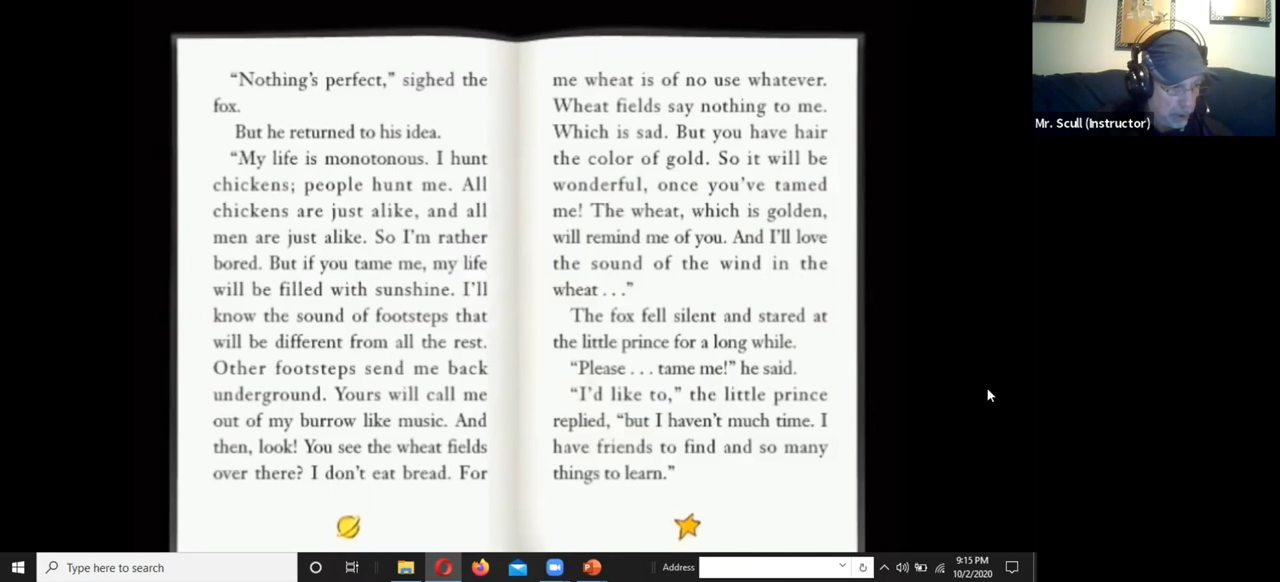 “Nothing’s perfect,” sighed the
fox.
But he returned to his idea.
“My life is monotonous. I hunt
chickens; people hunt me. All
chickens are just alike, and all
men are just alike. So I’m rather
bored. But if you tame me, my life
will be filled with sunshine. I’ll
know the sound of footsteps that
will be different from all the rest.
Other footsteps send me back
underground. Yours will call me
out of my burrow like music. And
then, look! You see the wheat fields
over there? I don’t eat bread. For
me wheat is of no use whatever.
Wheat fields say nothing to me.
Which is sad. But you have hair
the color of gold. So it will be
wonderful, once you’ve tamed
me! The wheat, which is golden,
will remind me of you. And I’ll love
the sound of the wind in the
wheat . . .”
The fox fell silent and stared at
the little prince for a long while.
“Please . . . tame me!” he said.
“I’d like to,” the little prince
replied, “but I haven’t much time. I
have friends to find and so many
things to learn.”
Mr. Scull (Instructor)
Type here to search
Address
9:15 PM
10/2/2020